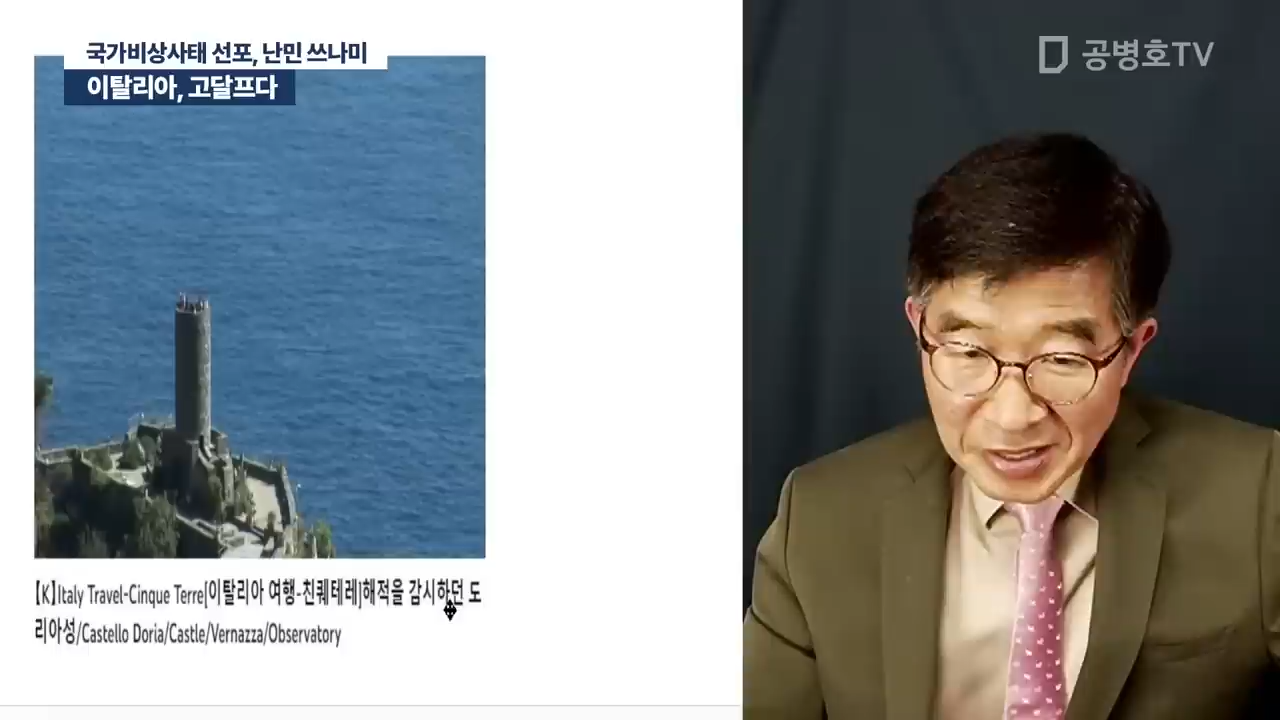 국가비상사태 선포, 난민 쓰나미
이탈리아, 고달프다
공병호TV
【K】Italy Travel-Cinque Terre[이탈리아 여행-친퀘테레]해적을 감시하던 도
리아성/Castello Doria/Castle/Vernazza/Observatory